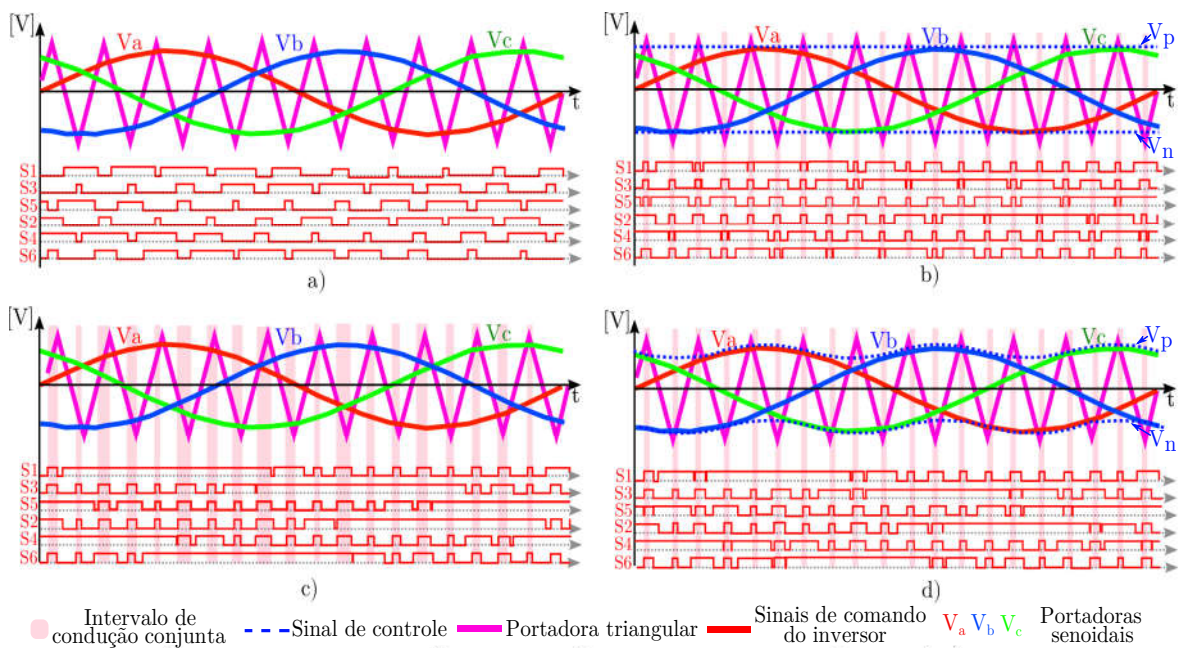 [V]
Va
Vb
Vc
t
S1
S3
S5
S2
S4
S6
a)
[V]
Va
Vb
Vc
Vp
t
Vn
S1
S3
S5
S2
S4
S6
b)
[V]
Va
Vb
Vc
t
S1
S3
S5
S2
S4
S6
c)
[V]
Va
Vb
Vc
Vp
t
Vn
S1
S3
S5
S2
S4
S6
d)
Intervalo de
condução conjunta
Sinal de controle
Portadora triangular
Sinais de comando
do inversor
Va Vb Vc
Portadoras
senoidais